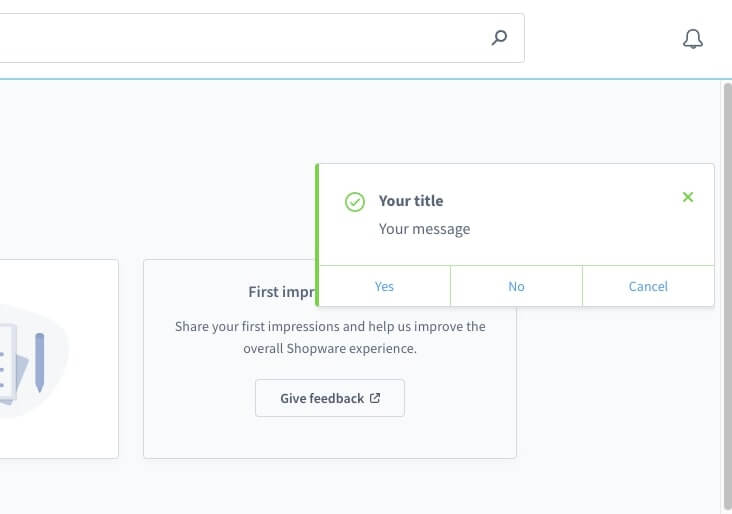 Your title
Your message
Yes
No
Cancel
First impr
Share your first impressions and help us improve the
overall Shopware experience.
Give feedback